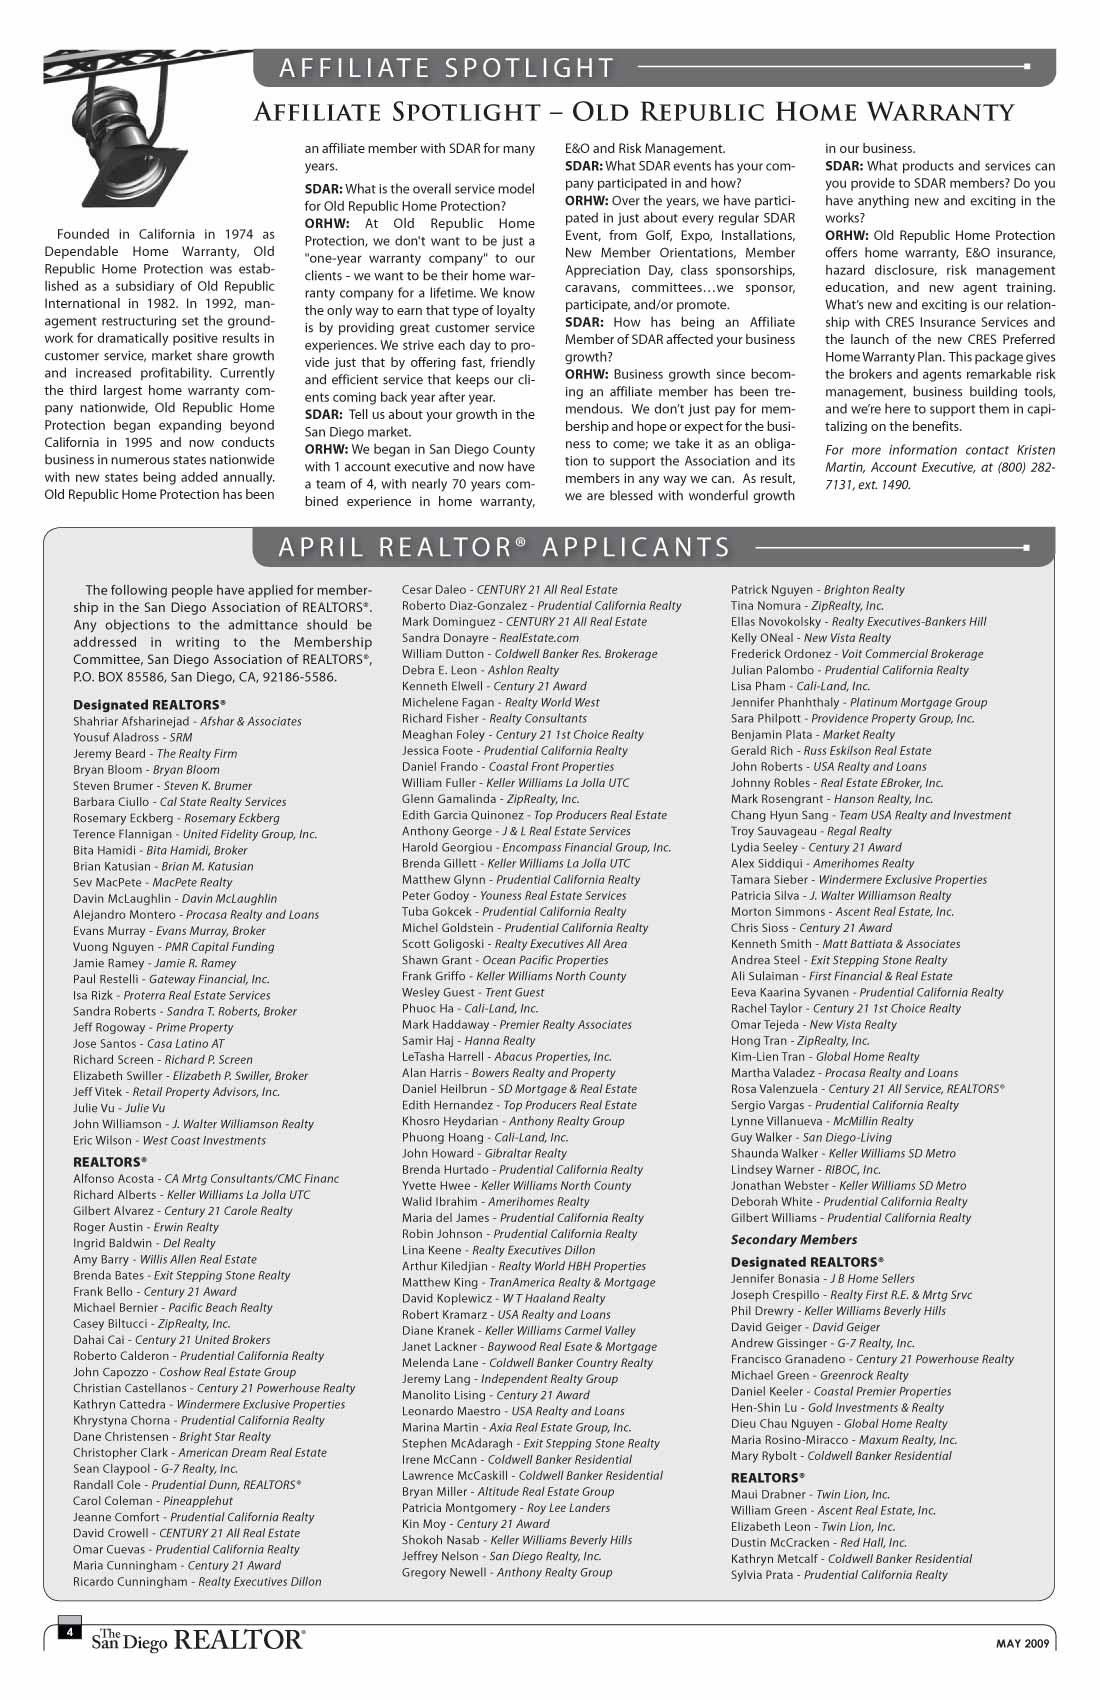 AFFILIATE SPOTLIGHT
AFFILIATE SPOTLIGHT – OLD REPUBLIC HOME WARRANTY
Founded in California in 1974 as
Dependable Home Warranty, Old
Republic Home Protection was estab-
lished as a subsidiary of Old Republic
International in 1982. In 1992, man-
agement restructuring set the ground-
work for dramatically positive results in
customer service, market share growth
and increased profitability. Currently
the third largest home warranty com-
pany nationwide, Old Republic Home
Protection began expanding beyond
California in 1995 and now conducts
business in numerous states nationwide
with new states being added annually.
Old Republic Home Protection has been
an affiliate member with SDAR for many
years.
SDAR: What is the overall service model
for Old Republic Home Protection?
ORHW: At Old Republic Home
Protection, we don't want to be just a
"one-year warranty company" to our
clients - we want to be their home war-
ranty company for a lifetime. We know
the only way to earn that type of loyalty
is by providing great customer service
experiences. We strive each day to pro-
vide just that by offering fast, friendly
and efficient service that keeps our cli-
ents coming back year after year.
SDAR: Tell us about your growth in the
San Diego market.
ORHW: We began in San Diego County
with 1 account executive and now have
a team of 4, with nearly 70 years com-
bined experience in home warranty,
E&O and Risk Management.
SDAR: What SDAR events has your com-
pany participated in and how?
ORHW: Over the years, we have partici-
pated in just about every regular SDAR
Event, from Golf, Expo, Installations,
New Member Orientations, Member
Appreciation Day, class sponsorships,
caravans, committees…we sponsor,
participate, and/or promote.
SDAR: How has being an Affiliate
Member of SDAR affected your business
growth?
ORHW: Business growth since becom-
ing an affiliate member has been tre-
mendous. We don't just pay for mem-
bership and hope or expect for the busi-
ness to come; we take it as an obliga-
tion to support the Association and its
members in any way we can. As result,
we are blessed with wonderful growth
in our business.
SDAR: What products and services can
you provide to SDAR members? Do you
have anything new and exciting in the
works?
ORHW: Old Republic Home Protection
offers home warranty, E&O insurance,
hazard disclosure, risk management
education, and new agent training.
What's new and exciting is our relation-
ship with CRES Insurance Services and
the launch of the new CRES Preferred
Home Warranty Plan. This package gives
the brokers and agents remarkable risk
management, business building tools,
and we're here to support them in capi-
talizing on the benefits.
For more information contact Kristen
Martin, Account Executive, at (800) 282-
7131, ext. 1490.
APRIL REALTOR® APPLICANTS
The following people have applied for member-
ship in the San Diego Association of REALTORS®.
Any objections to the admittance should be
addressed in writing to the Membership
Committee, San Diego Association of REALTORS®,
P.O. BOX 85586, San Diego, CA, 92186-5586.
Designated REALTORS®
Shahriar Afsharinejad - Afshar & Associates
Yousuf Aladross - SRM
Jeremy Beard - The Realty Firm
Bryan Bloom - Bryan Bloom
Steven Brumer - Steven K. Brumer
Barbara Ciullo - Cal State Realty Services
Rosemary Eckberg - Rosemary Eckberg
Terence Flannigan - United Fidelity Group, Inc.
Bita Hamidi - Bita Hamidi, Broker
Brian Katusian - Brian M. Katusian
Sev MacPete - MacPete Realty
Davin McLaughlin - Davin McLaughlin
Alejandro Montero - Procasa Realty and Loans
Evans Murray - Evans Murray, Broker
Vuong Nguyen - PMR Capital Funding
Jamie Ramey - Jamie R. Ramey
Paul Restelli - Gateway Financial, Inc.
Isa Rizk - Proterra Real Estate Services
Sandra Roberts - Sandra T. Roberts, Broker
Jeff Rogoway - Prime Property
Jose Santos - Casa Latino AT
Richard Screen - Richard P. Screen
Elizabeth Swiller - Elizabeth P. Swiller, Broker
Jeff Vitek - Retail Property Advisors, Inc.
Julie Vu - Julie Vu
John Williamson - J. Walter Williamson Realty
Eric Wilson - West Coast Investments
REALTORS®
Alfonso Acosta - CA Mrtg Consultants/CMC Financ
Richard Alberts - Keller Williams La Jolla UTC
Gilbert Alvarez - Century 21 Carole Realty
Roger Austin - Erwin Realty
Ingrid Baldwin - Del Realty
Amy Barry - Willis Allen Real Estate
Brenda Bates - Exit Stepping Stone Realty
Frank Bello - Century 21 Award
Michael Bernier - Pacific Beach Realty
Casey Biltucci - ZipRealty, Inc.
Dahai Cai - Century 21 United Brokers
Roberto Calderon - Prudential California Realty
John Capozzo - Coshow Real Estate Group
Christian Castellanos - Century 21 Powerhouse Realty
Kathryn Cattedra - Windermere Exclusive Properties
Khrystyna Chorna - Prudential California Realty
Dane Christensen - Bright Star Realty
Christopher Clark - American Dream Real Estate
Sean Claypool - G-7 Realty, Inc.
Randall Cole - Prudential Dunn, REALTORS®
Carol Coleman - Pineapplehut
Jeanne Comfort - Prudential California Realty
David Crowell - CENTURY 21 All Real Estate
Omar Cuevas - Prudential California Realty
Maria Cunningham - Century 21 Award
Ricardo Cunningham - Realty Executives Dillon
Cesar Daleo - CENTURY 21 All Real Estate
Roberto Diaz-Gonzalez - Prudential California Realty
Mark Dominguez - CENTURY 21 All Real Estate
Sandra Donayre - RealEstate.com
William Dutton - Coldwell Banker Res. Brokerage
Debra E. Leon - Ashlon Realty
Kenneth Elwell - Century 21 Award
Michelene Fagan - Realty World West
Richard Fisher - Realty Consultants
Meaghan Foley - Century 21 1st Choice Realty
Jessica Foote - Prudential California Realty
Daniel Frando - Coastal Front Properties
William Fuller - Keller Williams La Jolla UTC
Glenn Gamalinda - ZipRealty, Inc.
Edith Garcia Quinonez - Top Producers Real Estate
Anthony George - J & L Real Estate Services
Harold Georgiou - Encompass Financial Group, Inc.
Brenda Gillett - Keller Williams La Jolla UTC
Matthew Glynn - Prudential California Realty
Peter Godoy - Youness Real Estate Services
Tuba Gokcek - Prudential California Realty
Michel Goldstein - Prudential California Realty
Scott Goligoski - Realty Executives All Area
Shawn Grant - Ocean Pacific Properties
Frank Griffo - Keller Williams North County
Wesley Guest - Trent Guest
Phuoc Ha - Cali-Land, Inc.
Mark Haddaway - Premier Realty Associates
Samir Haj - Hanna Realty
LeTasha Harrell - Abacus Properties, Inc.
Alan Harris - Bowers Realty and Property
Daniel Heilbrun - SD Mortgage & Real Estate
Edith Hernandez - Top Producers Real Estate
Khosro Heydarian - Anthony Realty Group
Phuong Hoang - Cali-Land, Inc.
John Howard - Gibraltar Realty
Brenda Hurtado - Prudential California Realty
Yvette Hwee - Keller Williams North County
Walid Ibrahim - Amerihomes Realty
Maria del James - Prudential California Realty
Robin Johnson - Prudential California Realty
Lina Keene - Realty Executives Dillon
Arthur Kiledjian - Realty World HBH Properties
Matthew King - TranAmerica Realty & Mortgage
David Koplewicz - W T Haaland Realty
Robert Kramarz - USA Realty and Loans
Diane Kranek - Keller Williams Carmel Valley
Janet Lackner - Baywood Real Esate & Mortgage
Melenda Lane - Coldwell Banker Country Realty
Jeremy Lang - Independent Realty Group
Manolito Lising - Century 21 Award
Leonardo Maestro - USA Realty and Loans
Marina Martin - Axia Real Estate Group, Inc.
Stephen McAdaragh - Exit Stepping Stone Realty
Irene McCann - Coldwell Banker Residential
Lawrence McCaskill - Coldwell Banker Residential
Bryan Miller - Altitude Real Estate Group
Patricia Montgomery - Roy Lee Landers
Kin Moy - Century 21 Award
Shokoh Nasab - Keller Williams Beverly Hills
Jeffrey Nelson - San Diego Realty, Inc.
Gregory Newell - Anthony Realty Group
Patrick Nguyen - Brighton Realty
Tina Nomura - ZipRealty, Inc.
Ellas Novokolsky - Realty Executives-Bankers Hill
Kelly ONeal - New Vista Realty
Frederick Ordonez - Voit Commercial Brokerage
Julian Palombo - Prudential California Realty
Lisa Pham - Cali-Land, Inc.
Jennifer Phanhthaly - Platinum Mortgage Group
Sara Philpott - Providence Property Group, Inc.
Benjamin Plata - Market Realty
Gerald Rich - Russ Eskilson Real Estate
John Roberts - USA Realty and Loans
Johnny Robles - Real Estate EBroker, Inc.
Mark Rosengrant - Hanson Realty, Inc.
Chang Hyun Sang - Team USA Realty and Investment
Troy Sauvageau - Regal Realty
Lydia Seeley - Century 21 Award
Alex Siddiqui - Amerihomes Realty
Tamara Sieber - Windermere Exclusive Properties
Patricia Silva - J. Walter Williamson Realty
Morton Simmons - Ascent Real Estate, Inc.
Chris Sioss - Century 21 Award
Kenneth Smith - Matt Battiata & Associates
Andrea Steel - Exit Stepping Stone Realty
Ali Sulaiman - First Financial & Real Estate
Eeva Kaarina Syvanen - Prudential California Realty
Rachel Taylor - Century 21 1st Choice Realty
Omar Tejeda - New Vista Realty
Hong Tran - ZipRealty, Inc.
Kim-Lien Tran - Global Home Realty
Martha Valadez - Procasa Realty and Loans
Rosa Valenzuela - Century 21 All Service, REALTORS®
Sergio Vargas - Prudential California Realty
Lynne Villanueva - McMillin Realty
Guy Walker - San Diego-Living
Shaunda Walker - Keller Williams SD Metro
Lindsey Warner - RIBOC, Inc.
Jonathan Webster - Keller Williams SD Metro
Deborah White - Prudential California Realty
Gilbert Williams - Prudential California Realty
Secondary Members
Designated REALTORS®
Jennifer Bonasia - J B Home Sellers
Joseph Crespillo - Realty First R.E. & Mrtg Srvc
Phil Drewry - Keller Williams Beverly Hills
David Geiger - David Geiger
Andrew Gissinger - G-7 Realty, Inc.
Francisco Granadeno - Century 21 Powerhouse Realty
Michael Green - Greenrock Realty
Daniel Keeler - Coastal Premier Properties
Hen-Shin Lu - Gold Investments & Realty
Dieu Chau Nguyen - Global Home Realty
Maria Rosino-Miracco - Maxum Realty, Inc.
Mary Rybolt - Coldwell Banker Residential
REALTORS®
Maui Drabner - Twin Lion, Inc.
William Green - Ascent Real Estate, Inc.
Elizabeth Leon - Twin Lion, Inc.
Dustin McCracken - Red Hall, Inc.
Kathryn Metcalf - Coldwell Banker Residential
Sylvia Prata - Prudential California Realty
4
The San Diego REALTOR®
MAY 2009